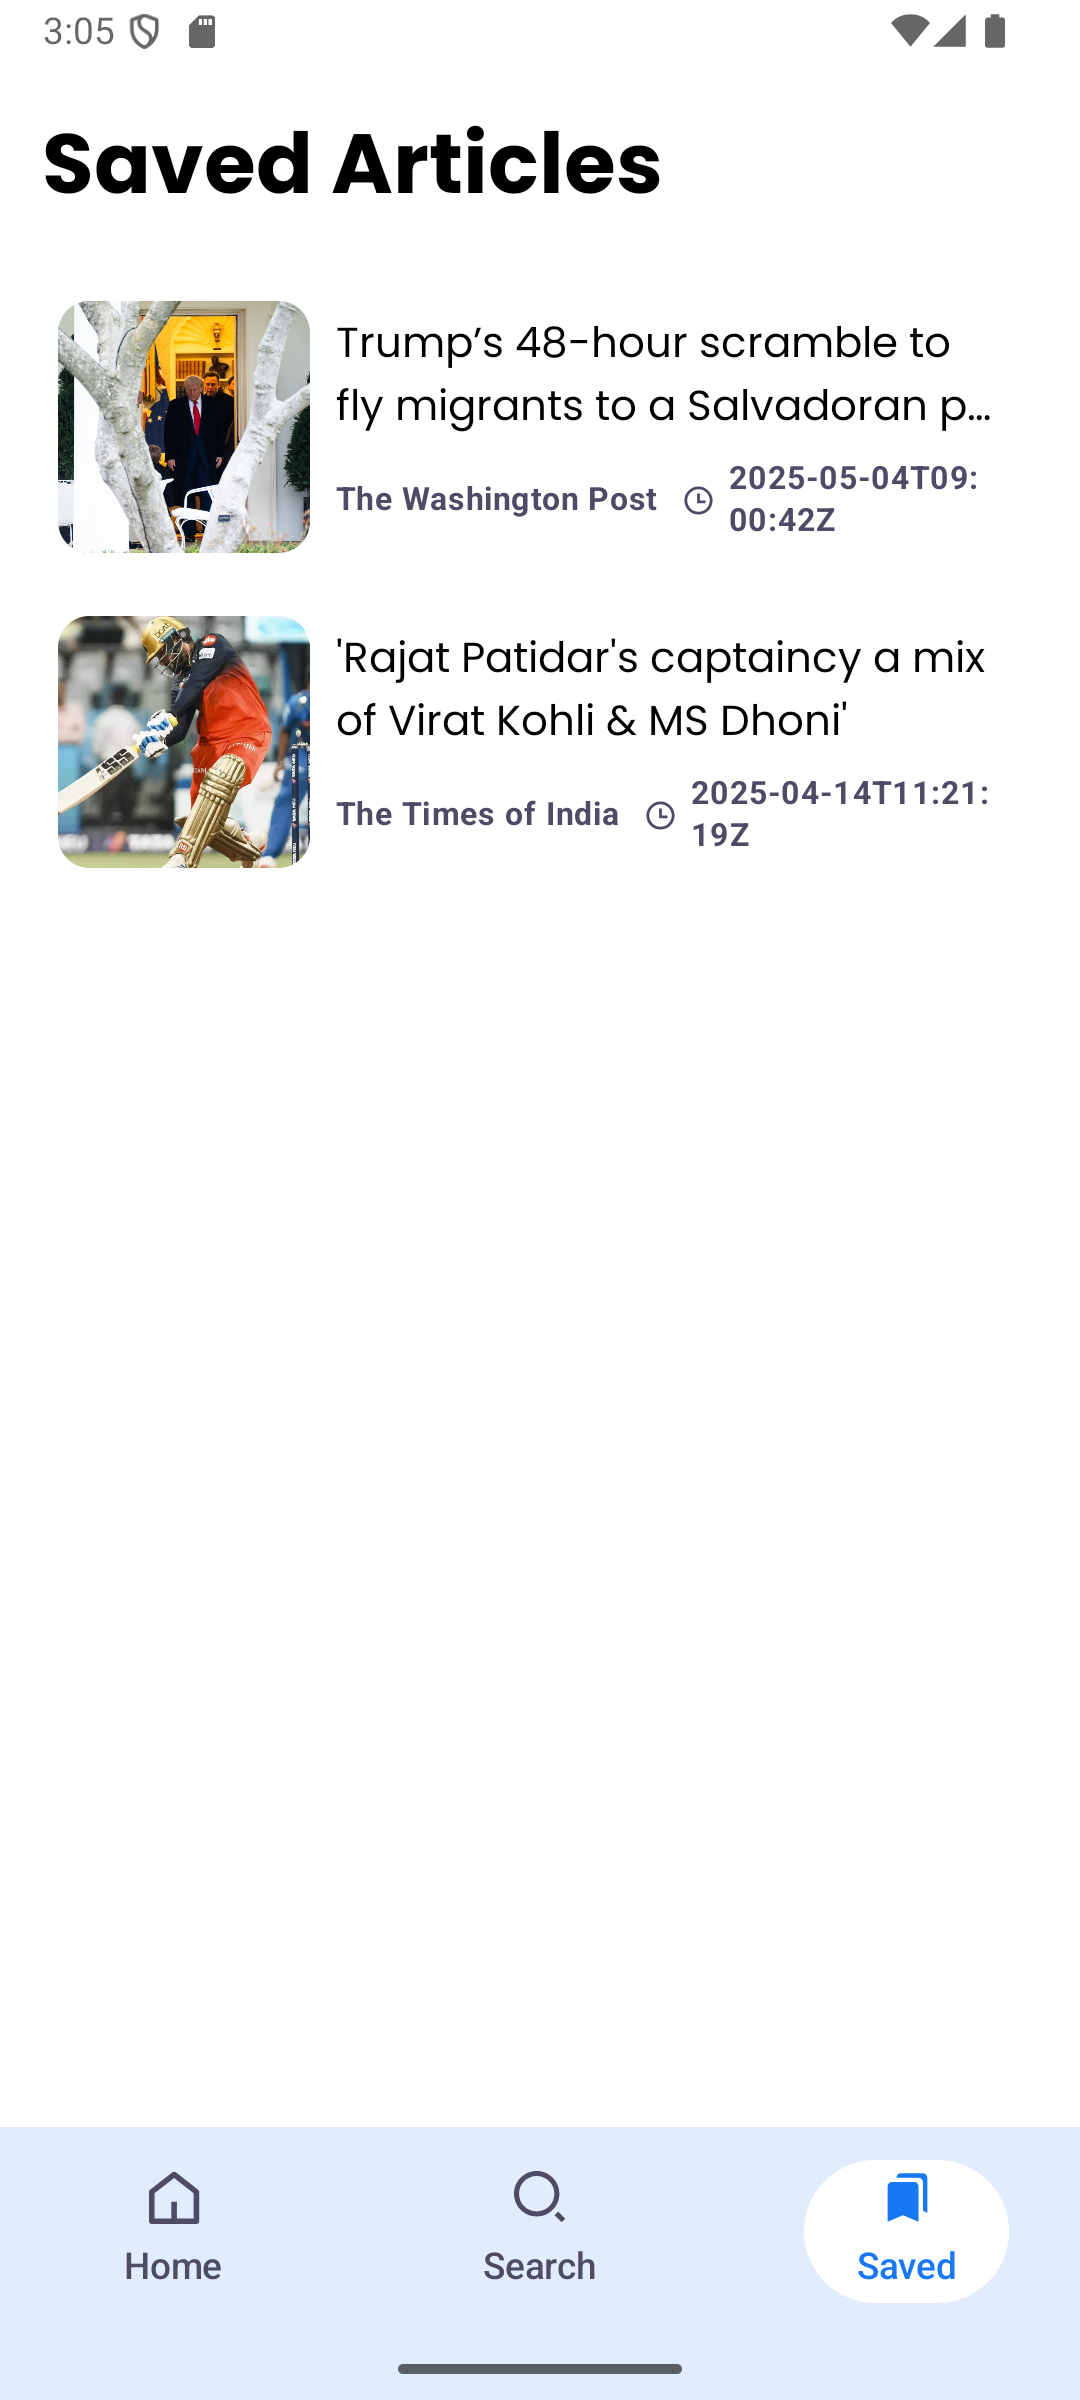 3:05
Saved Articles
Trump’s 48-hour scramble to
fly migrants to a Salvadoran p...
The Washington Post
2025-05-04T09:
00:42Z
'Rajat Patidar's captaincy a mix
of Virat Kohli & MS Dhoni'
The Times of India
2025-04-14T11:21:
19Z
Home
Search
Saved